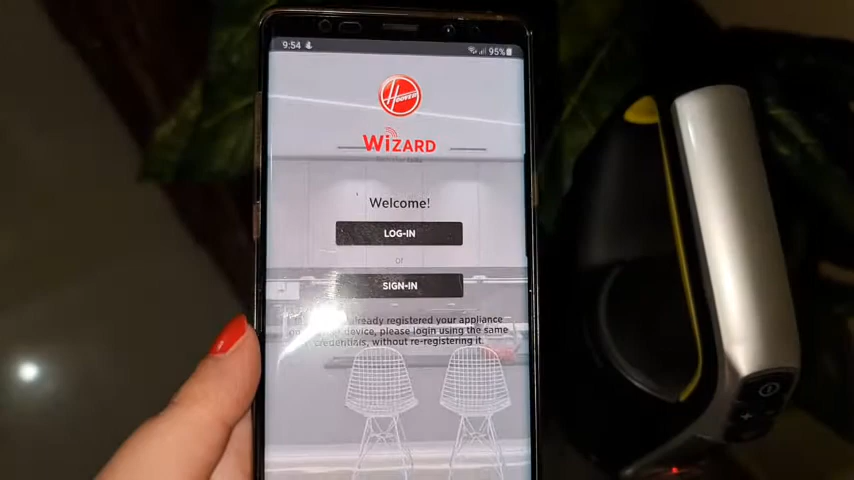 9:54
95%
HOOVER
WiZARD
Welcome!
LOG-IN
or
SIGN-IN
already registered your appliance
device, please login using the same
credentials, without re-registering it.